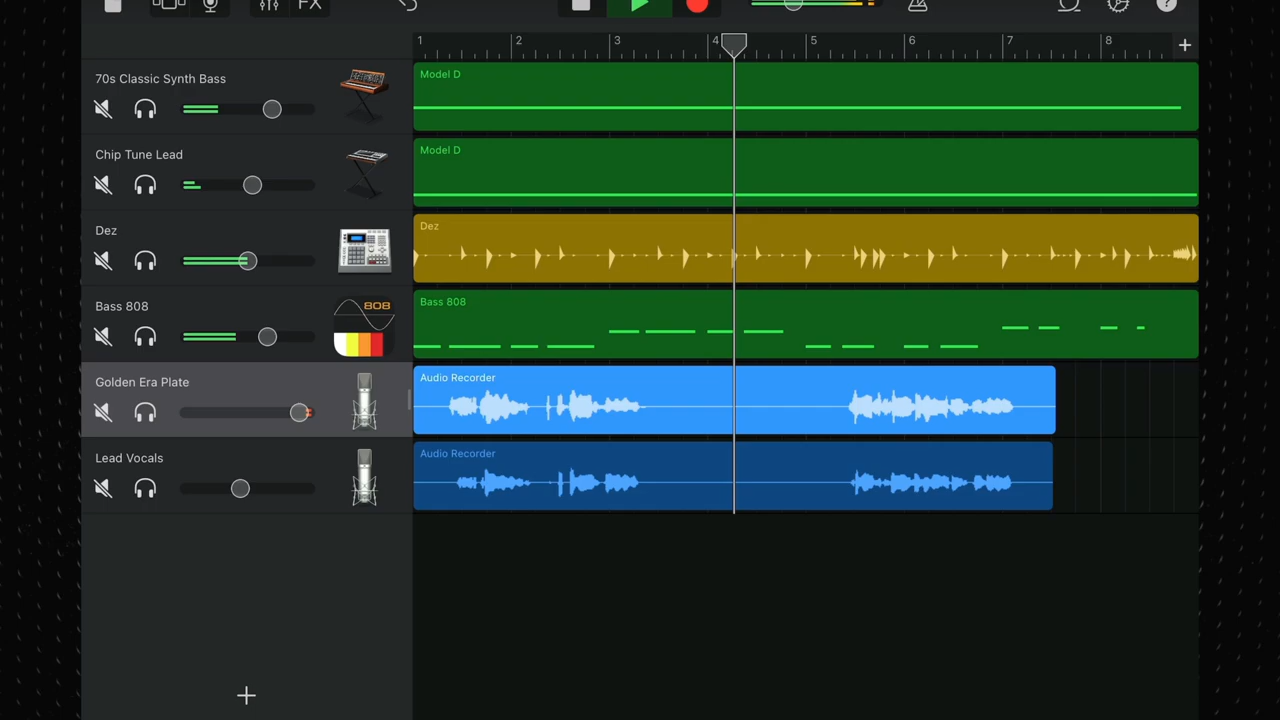 FX
1 2 3 4 5 6 7 8
70s Classic Synth Bass
Model D
Chip Tune Lead
Model D
Dez
Dez
Bass 808
808
Bass 808
Golden Era Plate
Audio Recorder
Lead Vocals
Audio Recorder